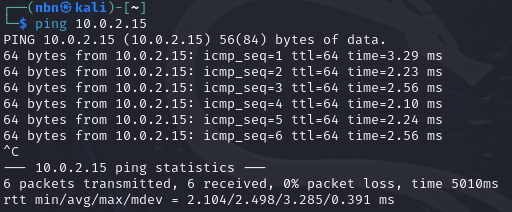 ┌──(nbn㉿kali)-[~]
└─$ ping 10.0.2.15
PING 10.0.2.15 (10.0.2.15) 56(84) bytes of data.
64 bytes from 10.0.2.15: icmp_seq=1 ttl=64 time=3.29 ms
64 bytes from 10.0.2.15: icmp_seq=2 ttl=64 time=2.23 ms
64 bytes from 10.0.2.15: icmp_seq=3 ttl=64 time=2.56 ms
64 bytes from 10.0.2.15: icmp_seq=4 ttl=64 time=2.10 ms
64 bytes from 10.0.2.15: icmp_seq=5 ttl=64 time=2.24 ms
64 bytes from 10.0.2.15: icmp_seq=6 ttl=64 time=2.56 ms
^C
--- 10.0.2.15 ping statistics ---
6 packets transmitted, 6 received, 0% packet loss, time 5010ms
rtt min/avg/max/mdev = 2.104/2.498/3.285/0.391 ms